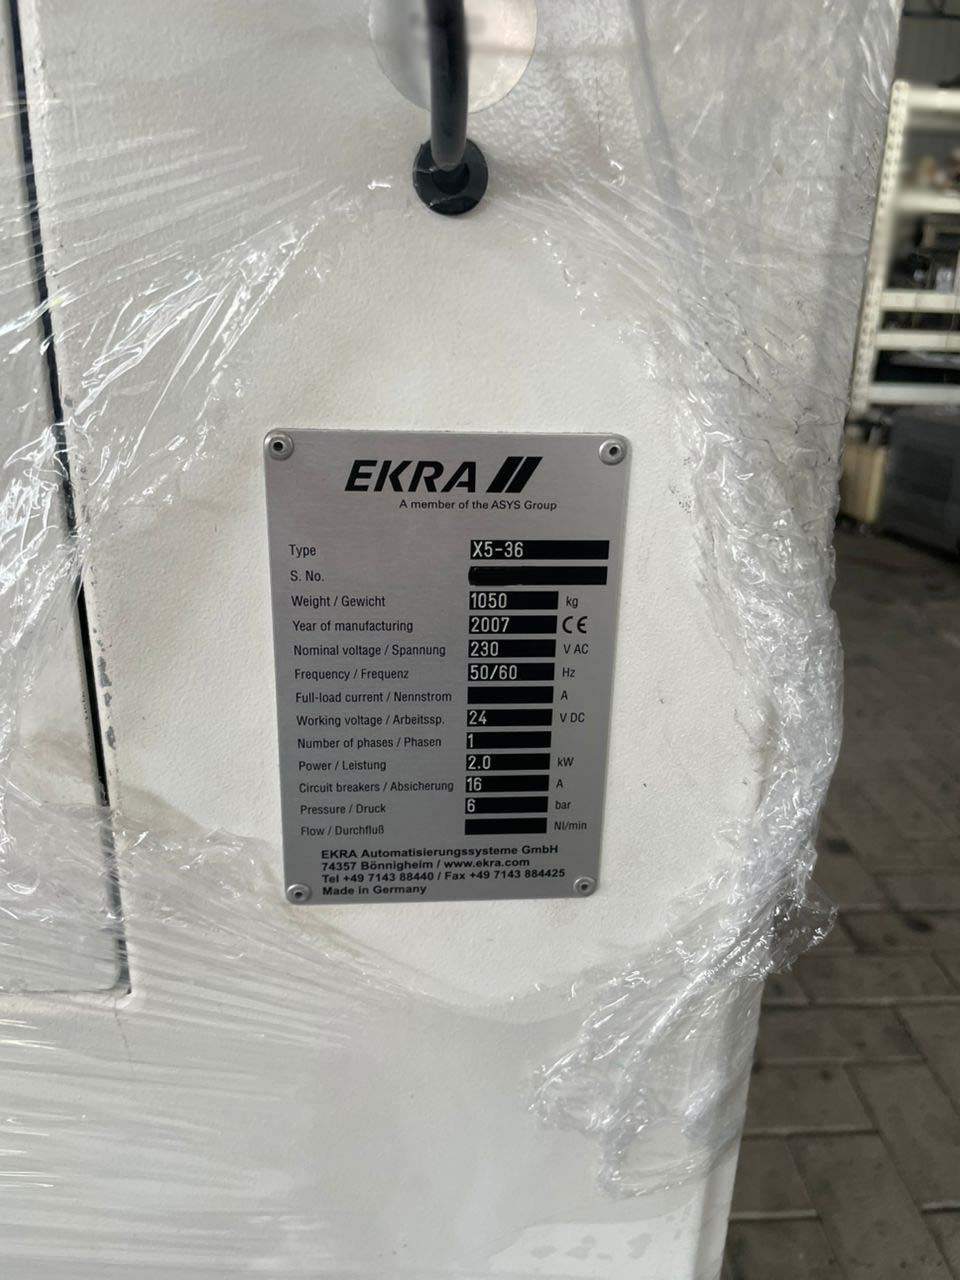 EKRA
A member of the ASYS Group
Type X5-36
S. No.
Weight / Gewicht 1050 kg
Year of manufacturing 2007 CE
Nominal voltage / Spannung 230 V AC
Frequency / Frequenz 50/60 Hz
Full-load current / Nennstrom A
Working voltage / Arbeitssp. 24 V DC
Number of phases / Phasen 1
Power / Leistung 2.0 kW
Circuit breakers / Absicherung 16 A
Pressure / Druck 6 bar
Flow / Durchfluß Nl/min
EKRA Automatisierungssysteme GmbH
74357 Bönnigheim / www.ekra.com
Tel +49 7143 88440 / Fax +49 7143 884425
Made in Germany